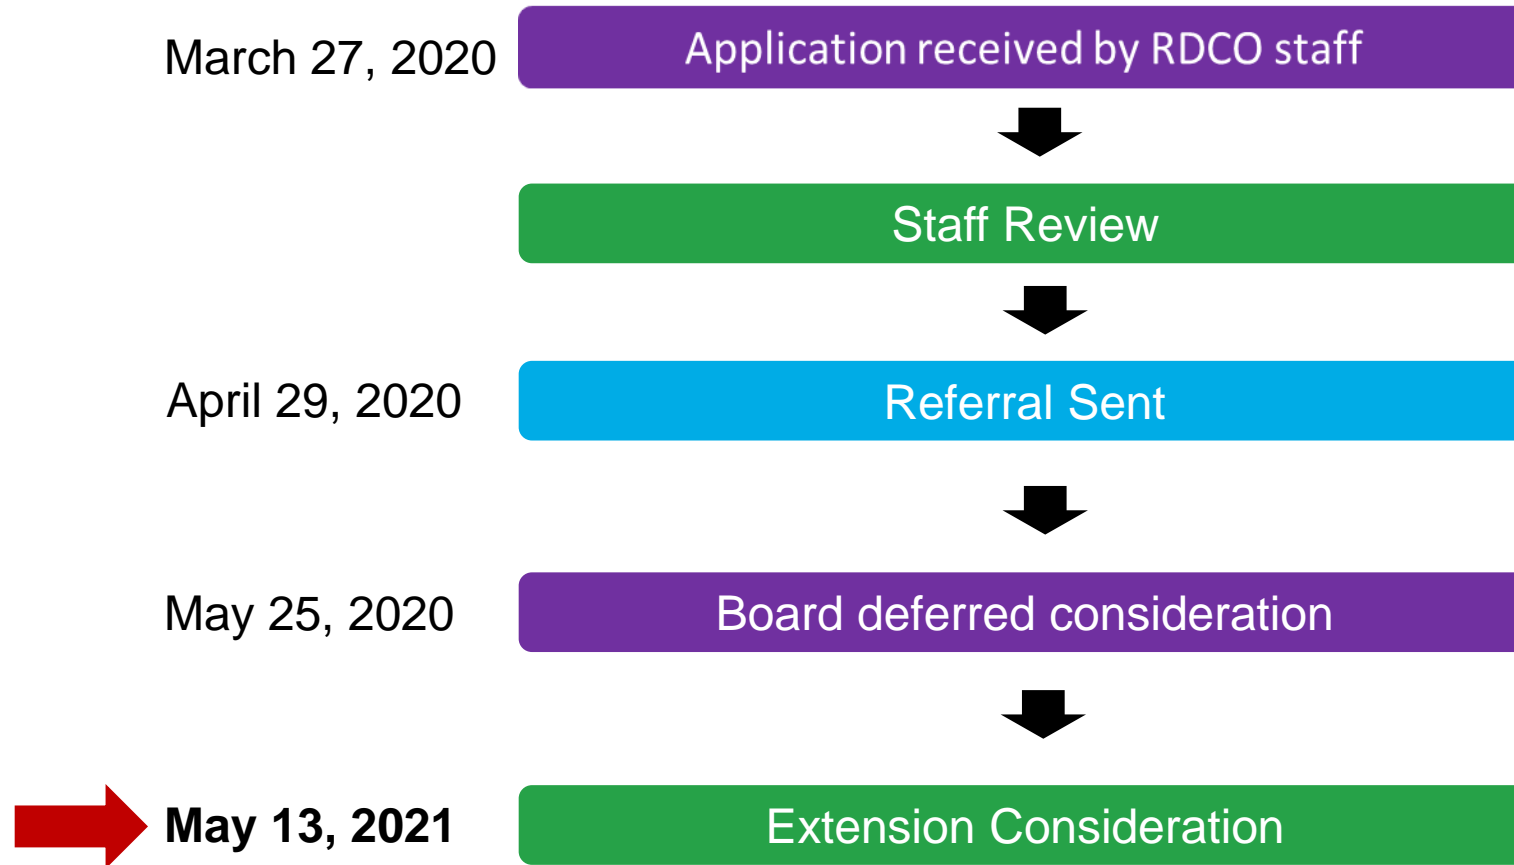 March 27, 2020
Application received by RDCO staff
Staff Review
April 29, 2020
Referral Sent
May 25, 2020
Board deferred consideration
May 13, 2021
Extension Consideration